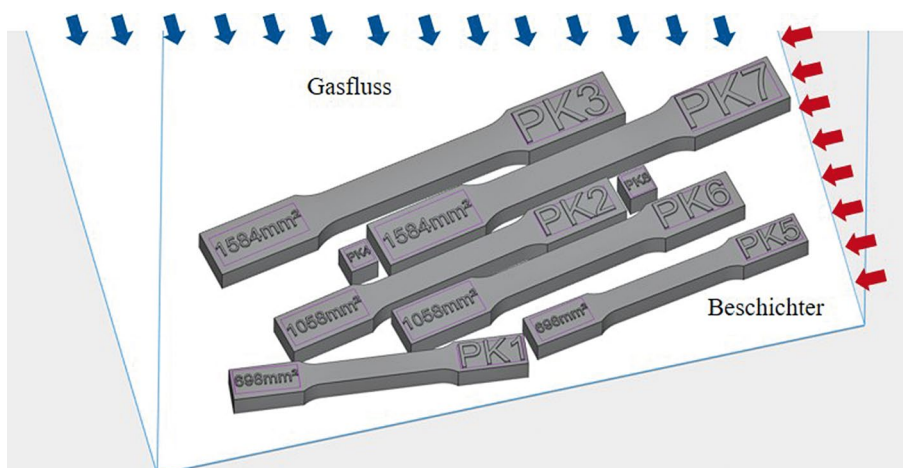 Gasfluss
PK3
PK7
1584mm²
1584mm²
PK8
PK2
PK6
PK4
PK5
1058mm²
1058mm²
698mm²
Beschichter
PK1
698mm²